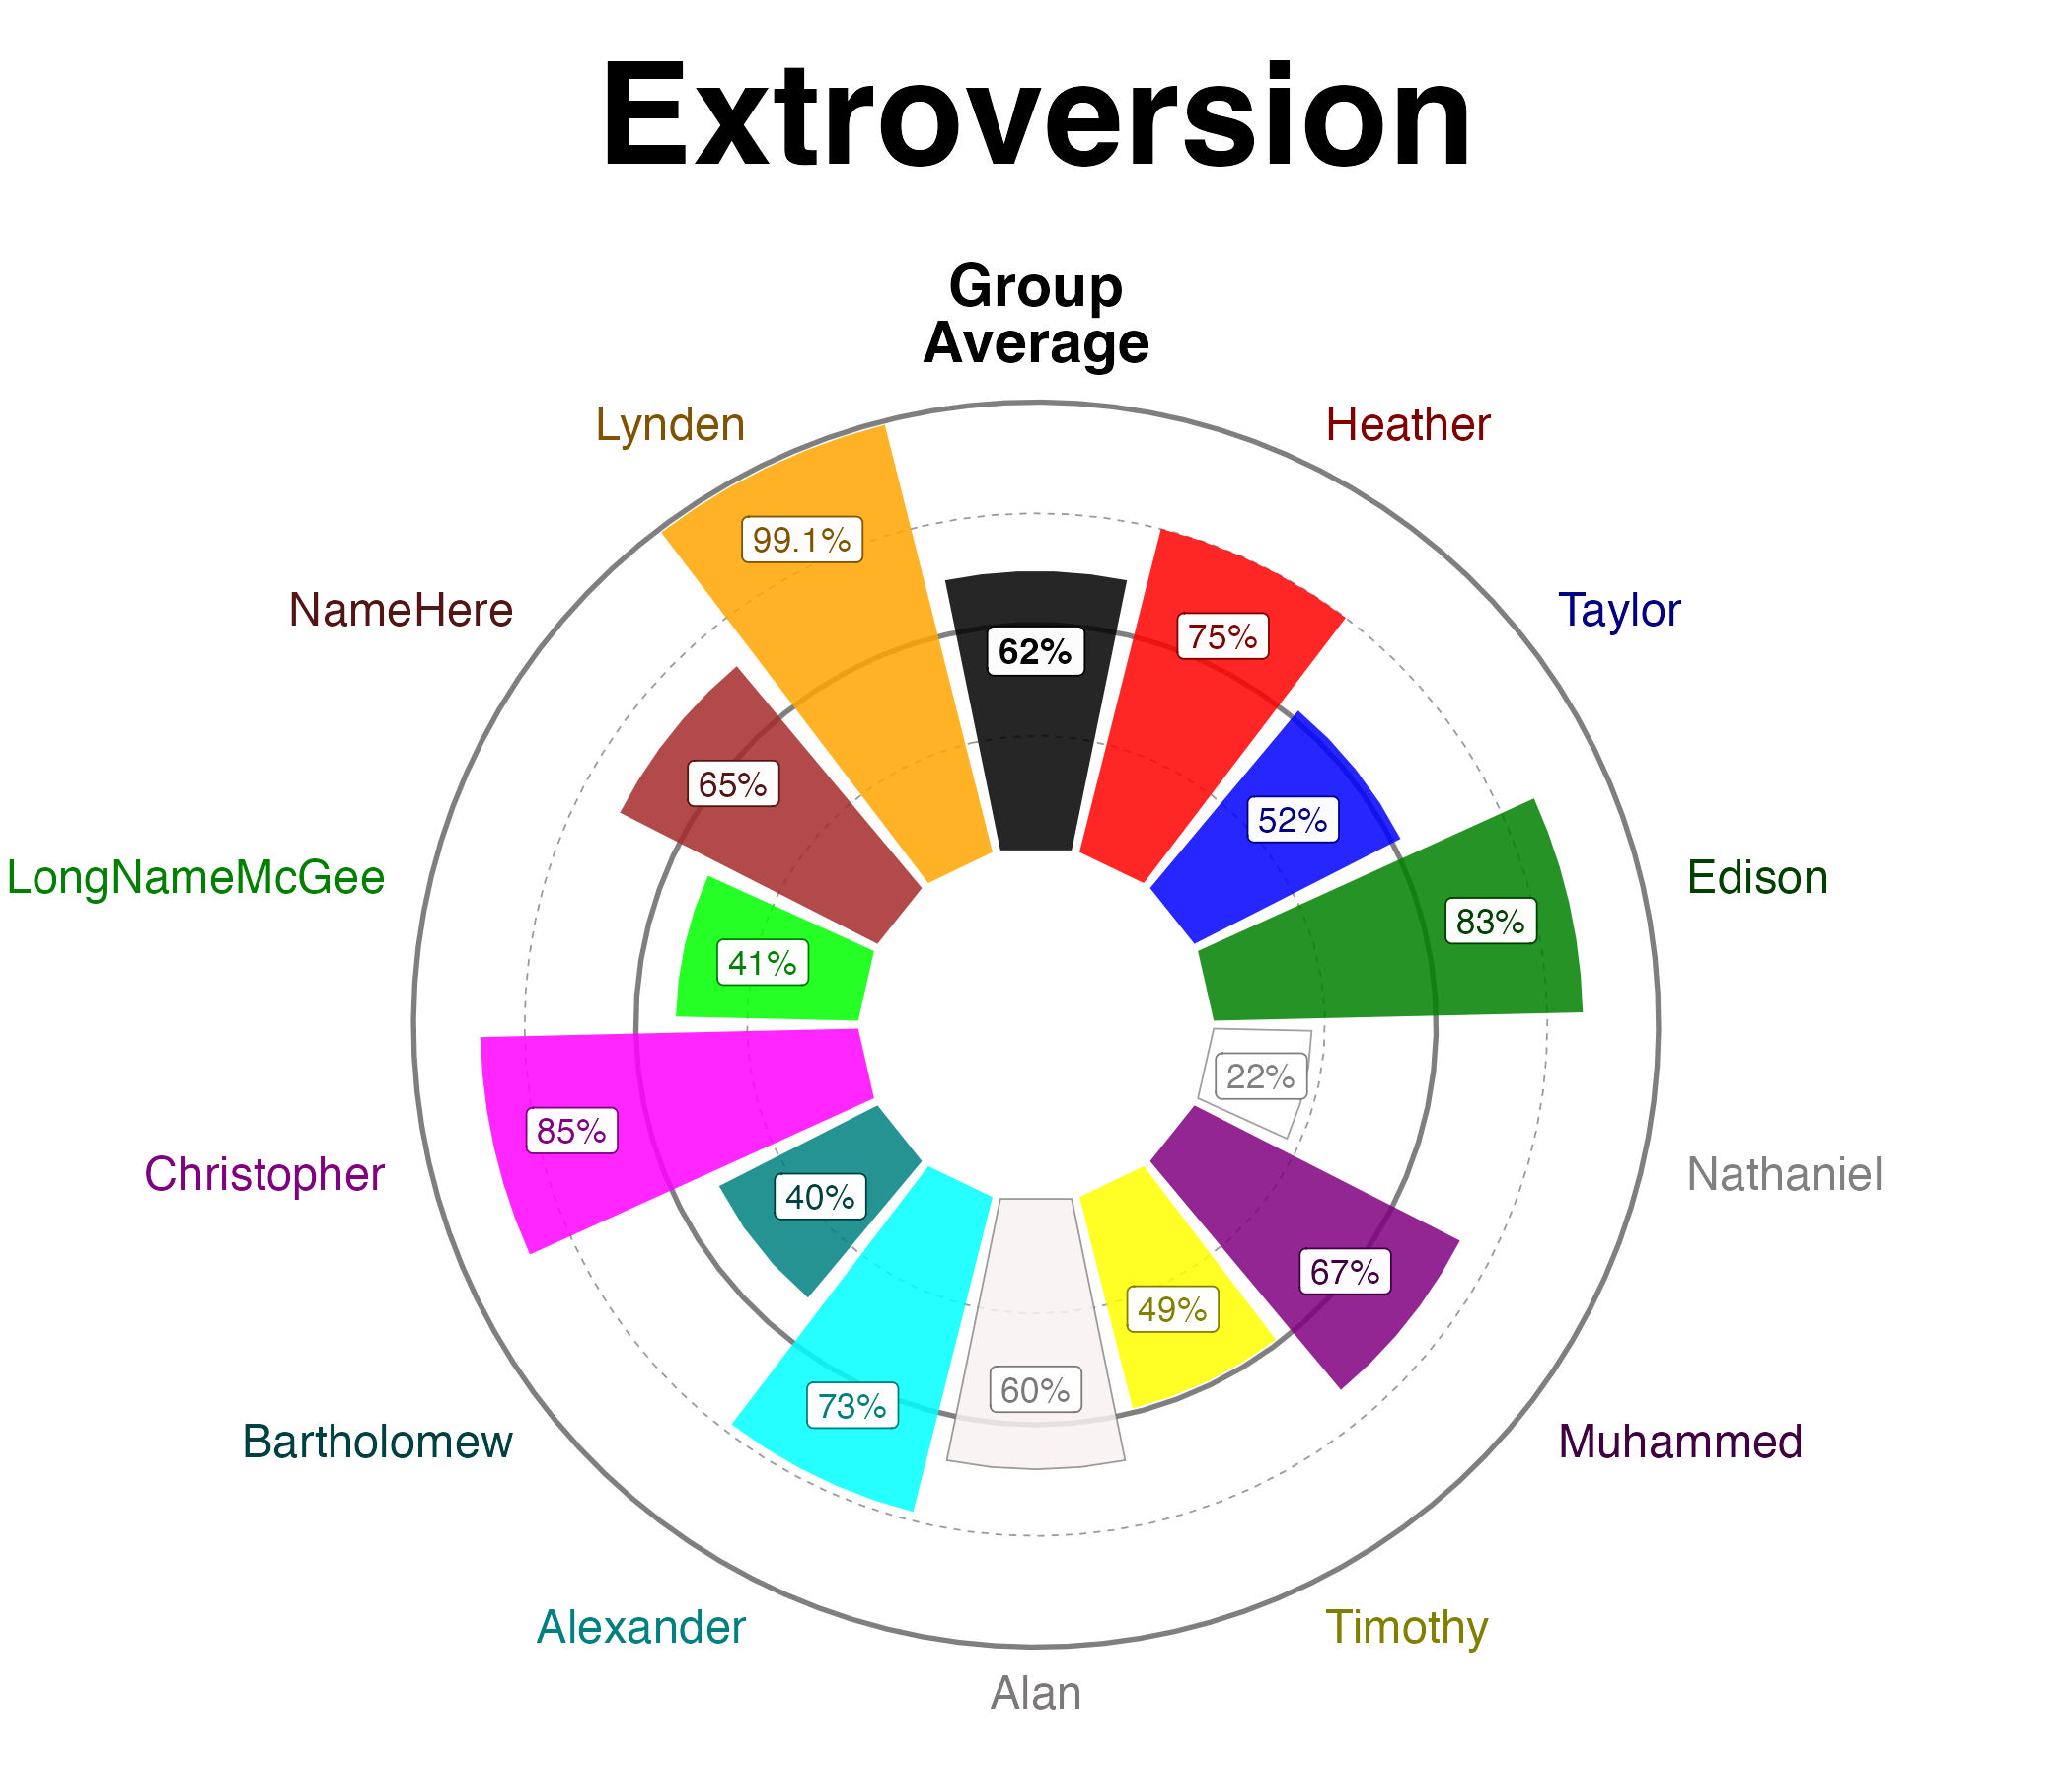 Extroversion
Group
Average
Lynden
Heather
99.1%
NameHere
Taylor
75%
62%
65%
52%
LongNameMcGee
Edison
83%
41%
22%
85%
Christopher
Nathaniel
40%
67%
49%
60%
73%
Bartholomew
Muhammed
Alexander
Timothy
Alan